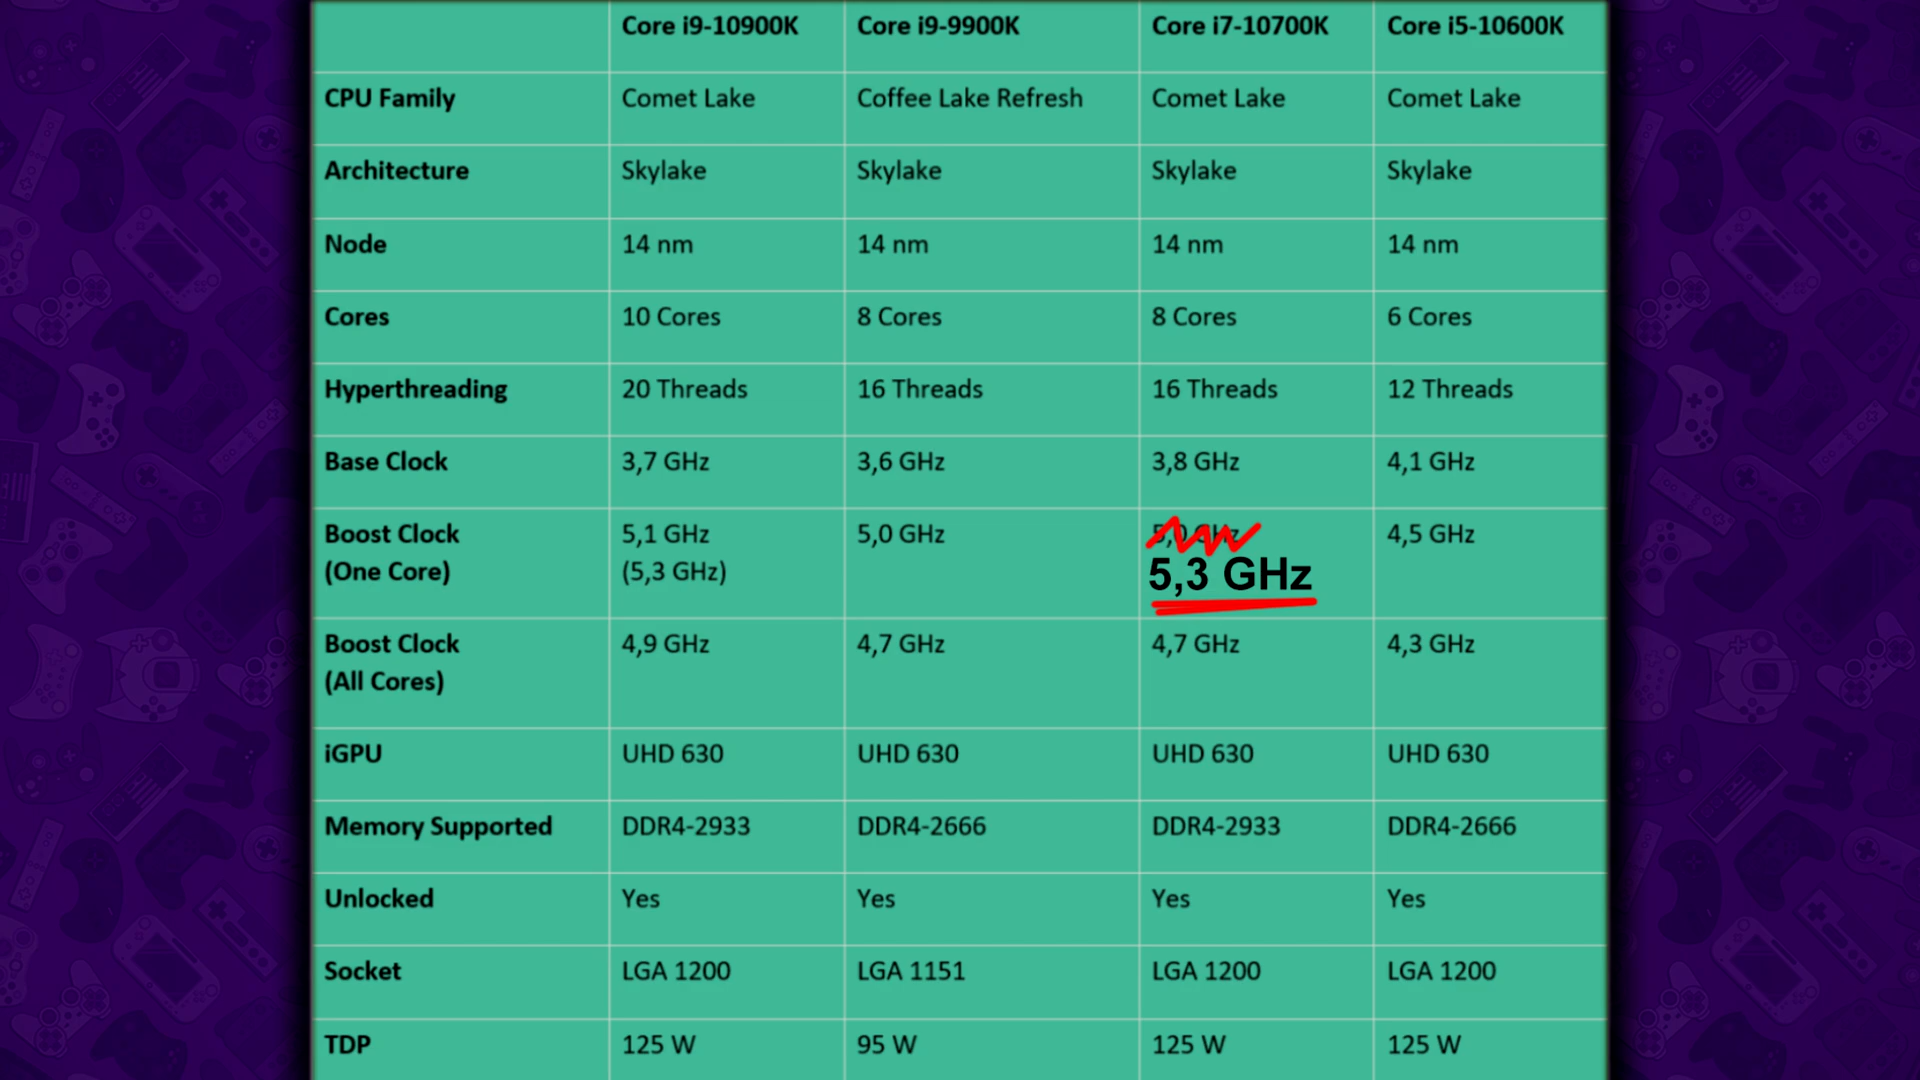 Core i9-10900K Core i9-9900K Core i7-10700K Core i5-10600K
CPU Family Comet Lake Coffee Lake Refresh Comet Lake Comet Lake
Architecture Skylake Skylake Skylake Skylake
Node 14 nm 14 nm 14 nm 14 nm
Cores 10 Cores 8 Cores 8 Cores 6 Cores
Hyperthreading 20 Threads 16 Threads 16 Threads 12 Threads
Base Clock 3,7 GHz 3,6 GHz 3,8 GHz 4,1 GHz
Boost Clock 5,1 GHz 5,0 GHz 5,0 GHz 4,5 GHz
(One Core) (5,3 GHz) 5,3 GHz
Boost Clock 4,9 GHz 4,7 GHz 4,7 GHz 4,3 GHz
(All Cores)
iGPU UHD 630 UHD 630 UHD 630 UHD 630
Memory Supported DDR4-2933 DDR4-2666 DDR4-2933 DDR4-2666
Unlocked Yes Yes Yes Yes
Socket LGA 1200 LGA 1151 LGA 1200 LGA 1200
TDP 125 W 95 W 125 W 125 W